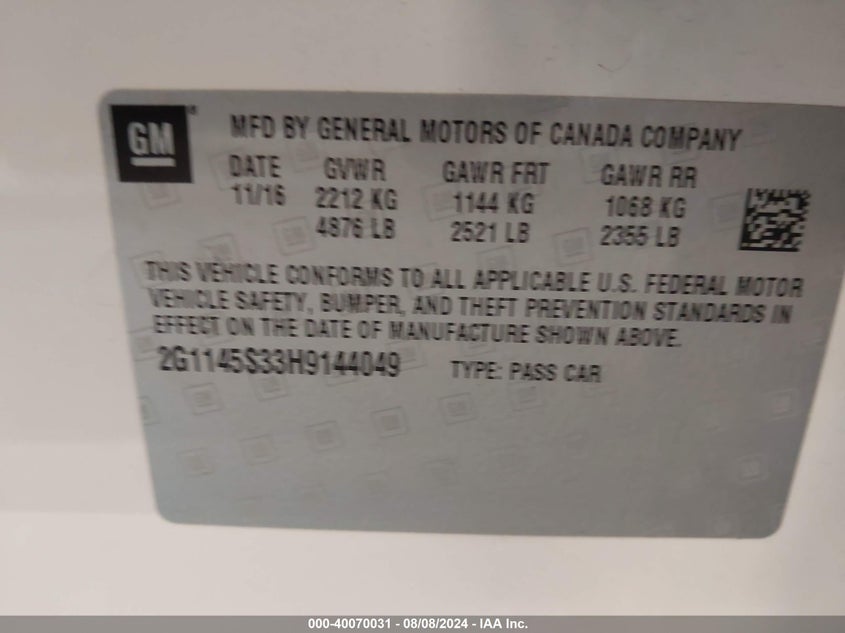 GM
MFD BY GENERAL MOTORS OF CANADA COMPANY
DATE GVWR GAWR FRT GAWR RR
11/16 2212 KG 1144 KG 1068 KG
4876 LB 2521 LB 2355 LB
THIS VEHICLE CONFORMS TO ALL APPLICABLE U.S. FEDERAL MOTOR
VEHICLE SAFETY, BUMPER, AND THEFT PREVENTION STANDARDS IN
EFFECT ON THE DATE OF MANUFACTURE SHOWN ABOVE.
2G1145S33H9144049 TYPE: PASS CAR
000-40070031 - 08/08/2024 - IAA Inc.